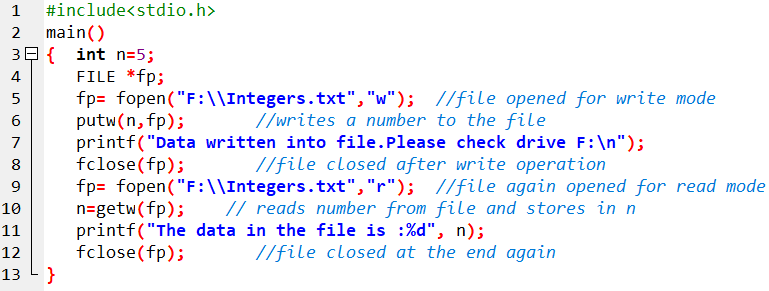 1 #include<stdio.h>
2 main()
3 { int n=5;
4 FILE *fp;
5 fp= fopen("F:\\Integers.txt","w"); //file opened for write mode
6 putw(n,fp); //writes a number to the file
7 printf("Data written into file.Please check drive F:\n");
8 fclose(fp); //file closed after write operation
9 fp= fopen("F:\\Integers.txt","r"); //file again opened for read mode
10 n=getw(fp); // reads number from file and stores in n
11 printf("The data in the file is :%d", n);
12 fclose(fp); //file closed at the end again
13 }